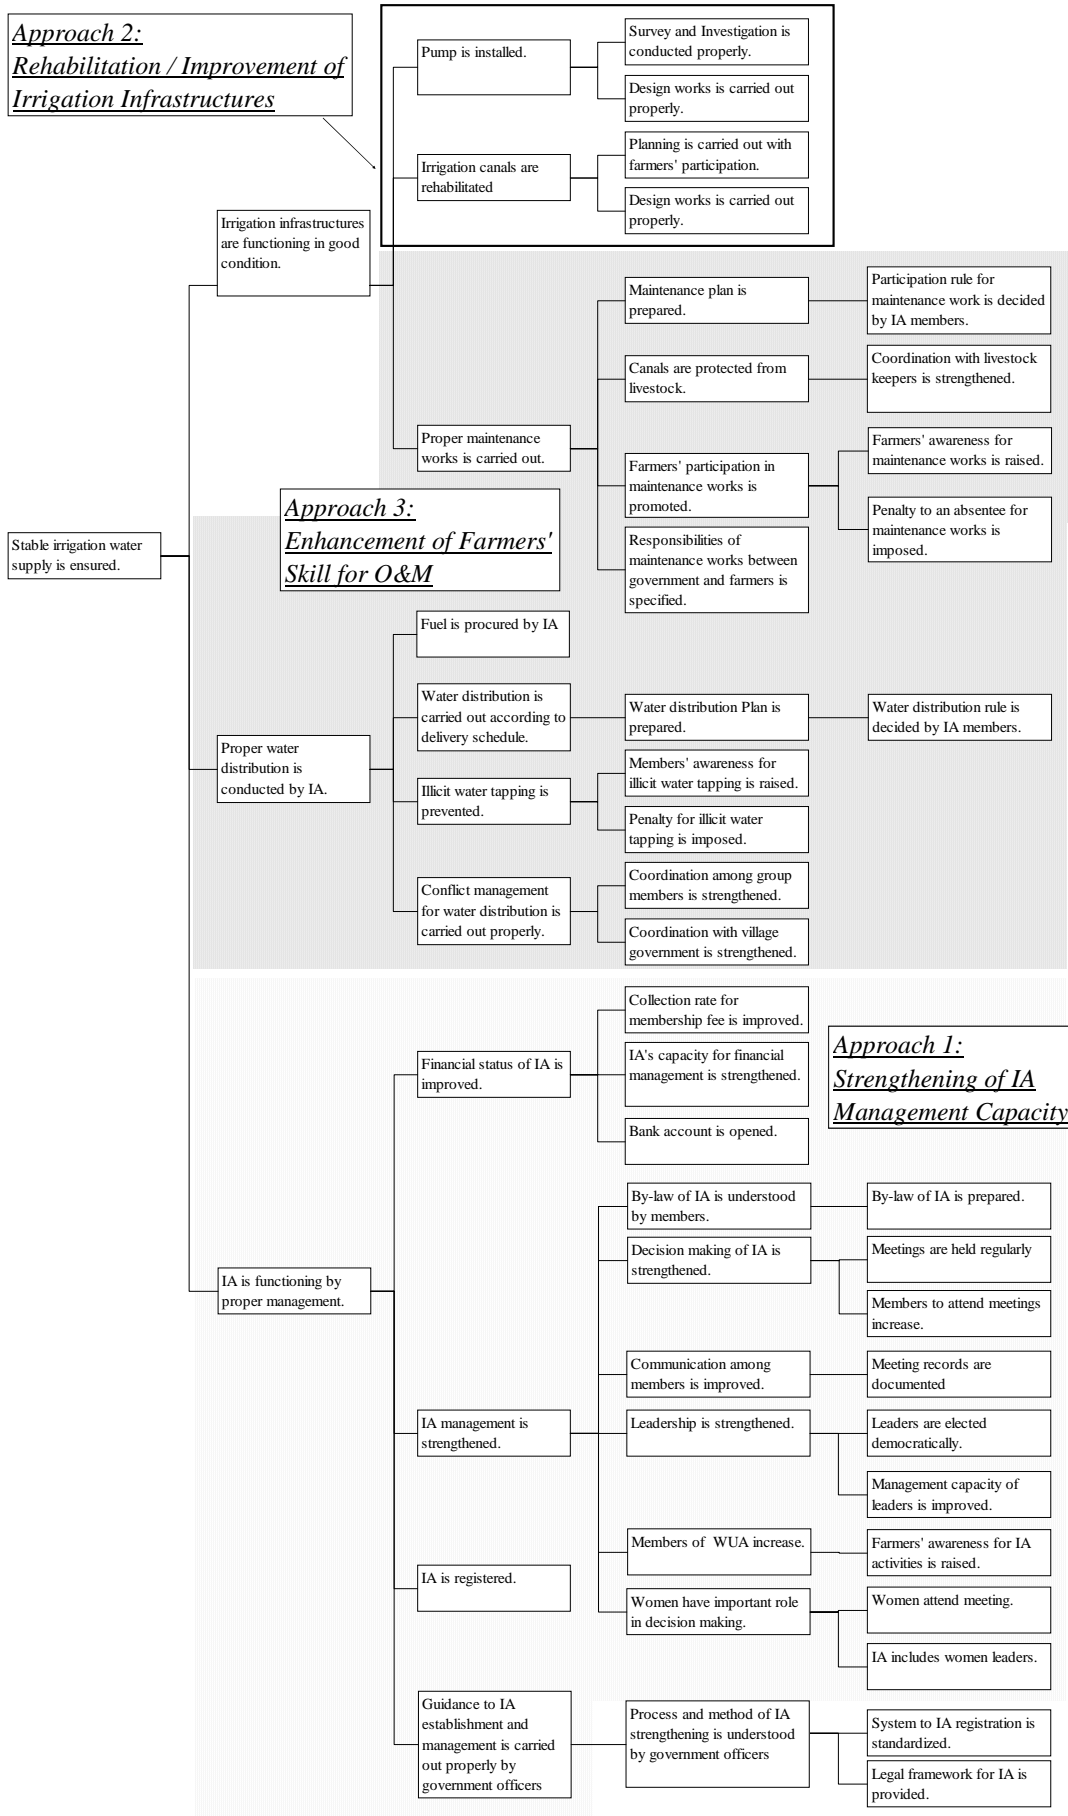 Approach 2:
Rehabilitation / Improvement of
Irrigation Infrastructures
Pump is installed.
Survey and Investigation is
conducted properly.
Design works is carried out
properly.
Irrigation canals are
rehabilitated
Planning is carried out with
farmers' participation.
Design works is carried out
properly.
Irrigation infrastructures
are functioning in good
condition.
Maintenance plan is
prepared.
Participation rule for
maintenance work is decided
by IA members.
Canals are protected from
livestock.
Coordination with livestock
keepers is strengthened.
Proper maintenance
works is carried out.
Farmers' participation in
maintenance works is
promoted.
Farmers' awareness for
maintenance works is raised.
Penalty to an absentee for
maintenance works is
imposed.
Responsibilities of
maintenance works between
government and farmers is
specified.
Approach 3:
Enhancement of Farmers'
Skill for O&M
Stable irrigation water
supply is ensured.
Fuel is procured by IA
Water distribution is
carried out according to
delivery schedule.
Water distribution Plan is
prepared.
Water distribution rule is
decided by IA members.
Proper water
distribution is
conducted by IA.
Illicit water tapping is
prevented.
Members' awareness for
illicit water tapping is raised.
Penalty for illicit water
tapping is imposed.
Conflict management
for water distribution is
carried out properly.
Coordination among group
members is strengthened.
Coordination with village
government is strengthened.
Collection rate for
membership fee is improved.
Financial status of IA is
improved.
IA's capacity for financial
management is strengthened.
Bank account is opened.
Approach 1:
Strengthening of IA
Management Capacity
By-law of IA is understood
by members.
By-law of IA is prepared.
Decision making of IA is
strengthened.
Meetings are held regularly
Members to attend meetings
increase.
IA is functioning by
proper management.
Communication among
members is improved.
Meeting records are
documented
IA management is
strengthened.
Leadership is strengthened.
Leaders are elected
democratically.
Management capacity of
leaders is improved.
Members of  WUA increase.
Farmers' awareness for IA
activities is raised.
IA is registered.
Women have important role
in decision making.
Women attend meeting.
IA includes women leaders.
Guidance to IA
establishment and
management is carried
out properly by
government officers
Process and method of IA
strengthening is understood
by government officers
System to IA registration is
standardized.
Legal framework for IA is
provided.